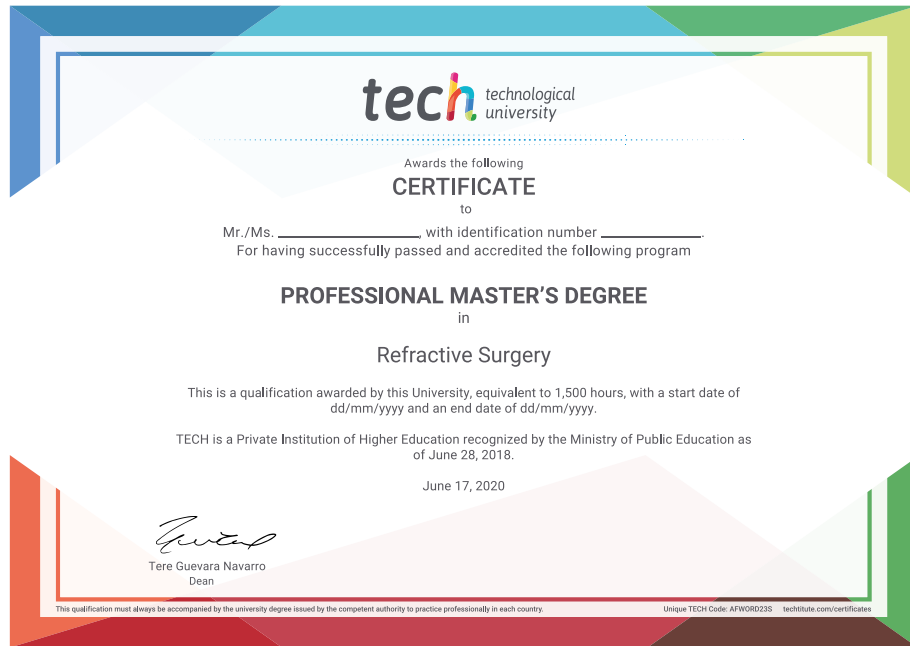 tech technological
university
Awards the following
CERTIFICATE
to
Mr./Ms. ____________________, with identification number ______________.
For having successfully passed and accredited the following program
PROFESSIONAL MASTER'S DEGREE
in
Refractive Surgery
This is a qualification awarded by this University, equivalent to 1,500 hours, with a start date of
dd/mm/yyyy and an end date of dd/mm/yyyy.
TECH is a Private Institution of Higher Education recognized by the Ministry of Public Education as
of June 28, 2018.
June 17, 2020
Tere Guevara Navarro
Dean
This qualification must always be accompanied by the university degree issued by the competent authority to practice professionally in each country.
Unique TECH Code: AFWORD23S techtitute.com/certificates